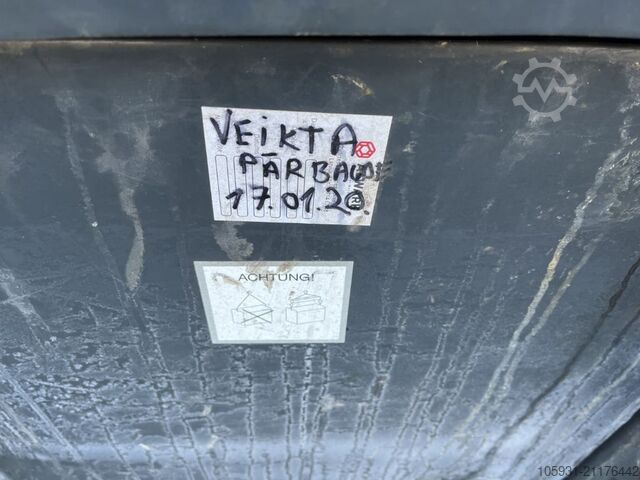 VEIKTA
PĀRBAUDE
17.01.20.
ACHTUNG!
105931-21176442